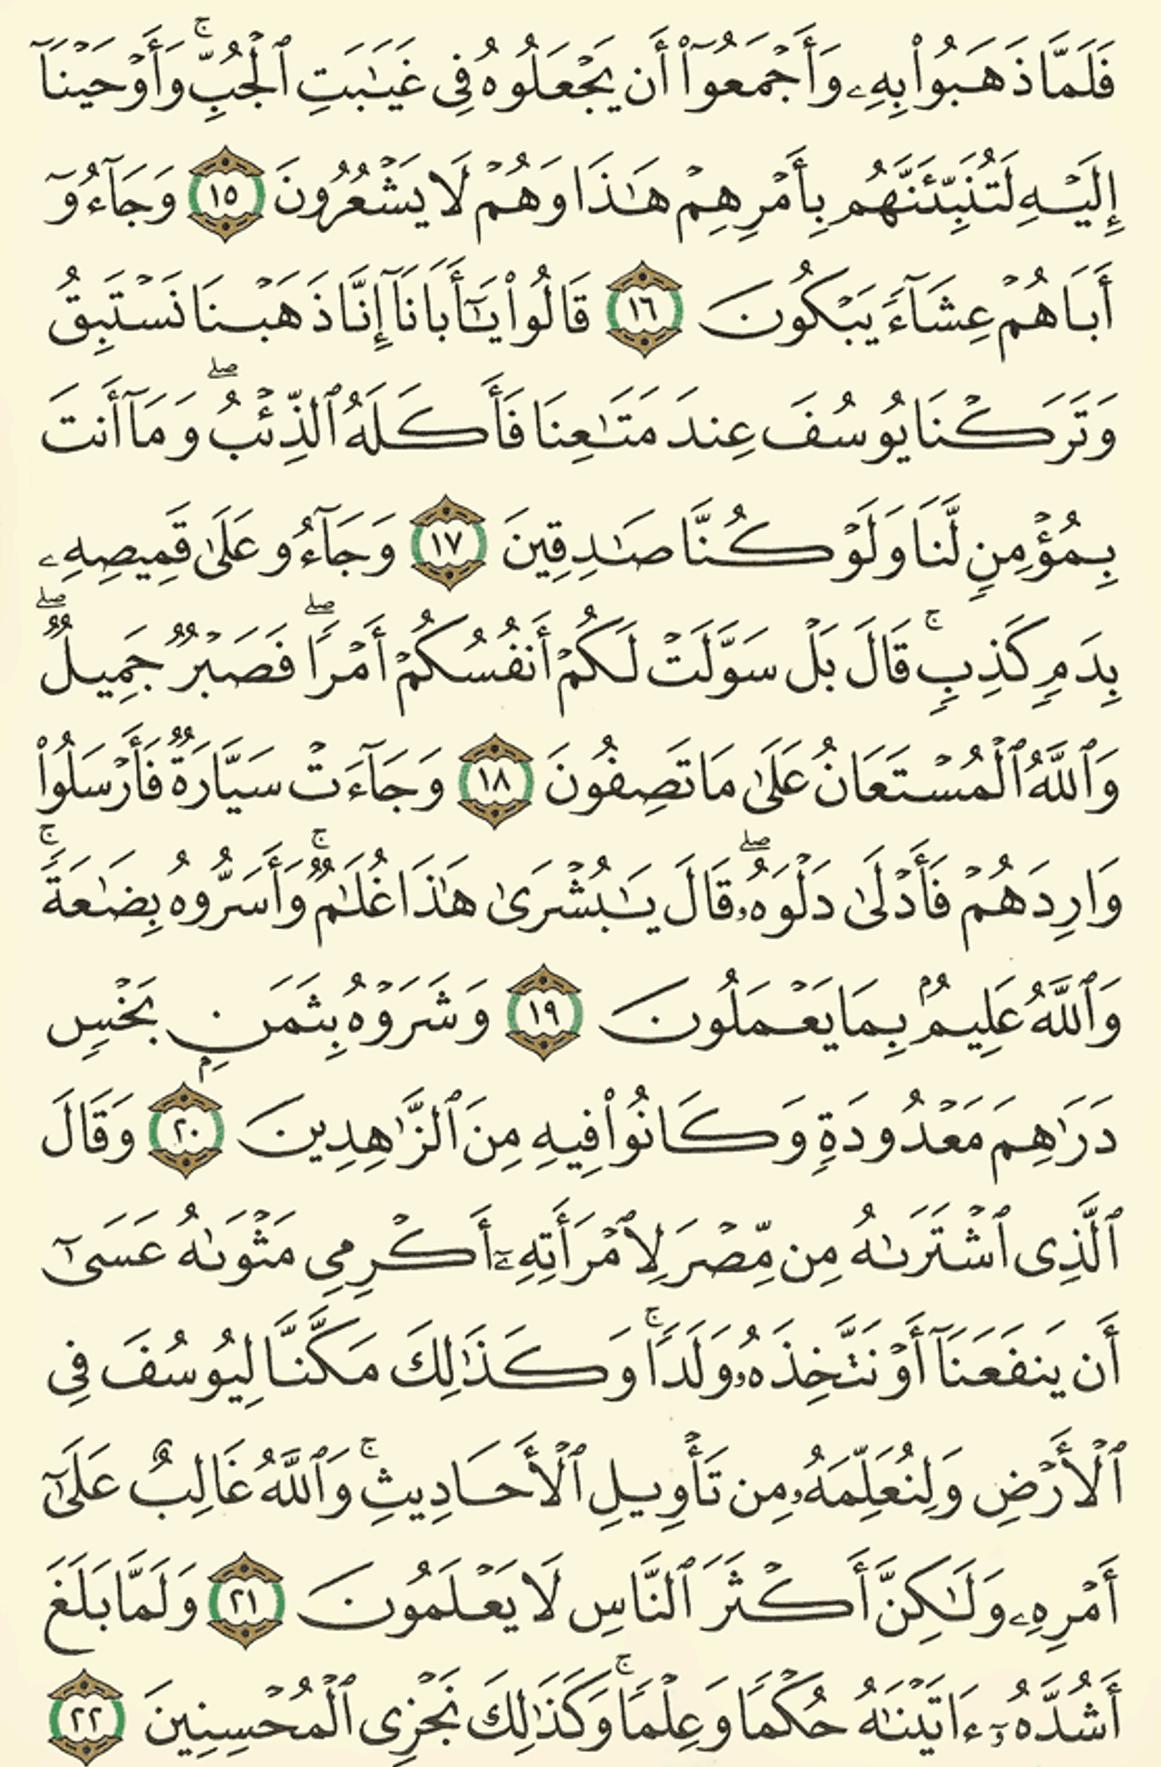 فَلَمَّا ذَهَبُوا۟ بِهِۦ وَأَجْمَعُوٓا۟ أَن يَجْعَلُوهُ فِى غَيَـٰبَتِ ٱلْجُبِّ ۚ وَأَوْحَيْنَآ
إِلَيْهِ لَتُنَبِّئَنَّهُم بِأَمْرِهِمْ هَـٰذَا وَهُمْ لَا يَشْعُرُونَ ١٥ وَجَآءُوٓ
أَبَاهُمْ عِشَآءً يَبْكُونَ ١٦ قَالُوا۟ يَـٰٓأَبَانَآ إِنَّا ذَهَبْنَا نَسْتَبِقُ
وَتَرَكْنَا يُوسُفَ عِندَ مَتَـٰعِنَا فَأَكَلَهُ ٱلذِّئْبُ ۖ وَمَآ أَنتَ
بِمُؤْمِنٍ لَّنَا وَلَوْ كُنَّا صَـٰدِقِينَ ١٧ وَجَآءُو عَلَىٰ قَمِيصِهِۦ
بِدَمٍ كَذِبٍ ۚ قَالَ بَلْ سَوَّلَتْ لَكُمْ أَنفُسُكُمْ أَمْرًا ۖ فَصَبْرٌ جَمِيلٌ ۖ
وَٱللَّهُ ٱلْمُسْتَعَانُ عَلَىٰ مَا تَصِفُونَ ١٨ وَجَآءَتْ سَيَّارَةٌ فَأَرْسَلُوا۟
وَارِدَهُمْ فَأَدْلَىٰ دَلْوَهُۥ ۖ قَالَ يَـٰبُشْرَىٰ هَـٰذَا غُلَـٰمٌ ۚ وَأَسَرُّوهُ بِضَـٰعَةً ۚ
وَٱللَّهُ عَلِيمٌۢ بِمَا يَعْمَلُونَ ١٩ وَشَرَوْهُ بِثَمَنٍۭ بَخْسٍ
دَرَٰهِمَ مَعْدُودَةٍ وَكَانُوا۟ فِيهِ مِنَ ٱلزَّٰهِدِينَ ٢٠ وَقَالَ
ٱلَّذِى ٱشْتَرَىٰهُ مِن مِّصْرَ لِٱمْرَأَتِهِۦٓ أَكْرِمِى مَثْوَىٰهُ عَسَىٰٓ
أَن يَنفَعَنَآ أَوْ نَتَّخِذَهُۥ وَلَدًا ۚ وَكَذَٰلِكَ مَكَّنَّا لِيُوسُفَ فِى
ٱلْأَرْضِ وَلِنُعَلِّمَهُۥ مِن تَأْوِيلِ ٱلْأَحَادِيثِ ۚ وَٱللَّهُ غَالِبٌ عَلَىٰٓ
أَمْرِهِۦ وَلَـٰكِنَّ أَكْثَرَ ٱلنَّاسِ لَا يَعْلَمُونَ ٢١ وَلَمَّا بَلَغَ
أَشُدَّهُۥٓ ءَاتَيْنَـٰهُ حُكْمًا وَعِلْمًا ۚ وَكَذَٰلِكَ نَجْزِى ٱلْمُحْسِنِينَ ٢٢